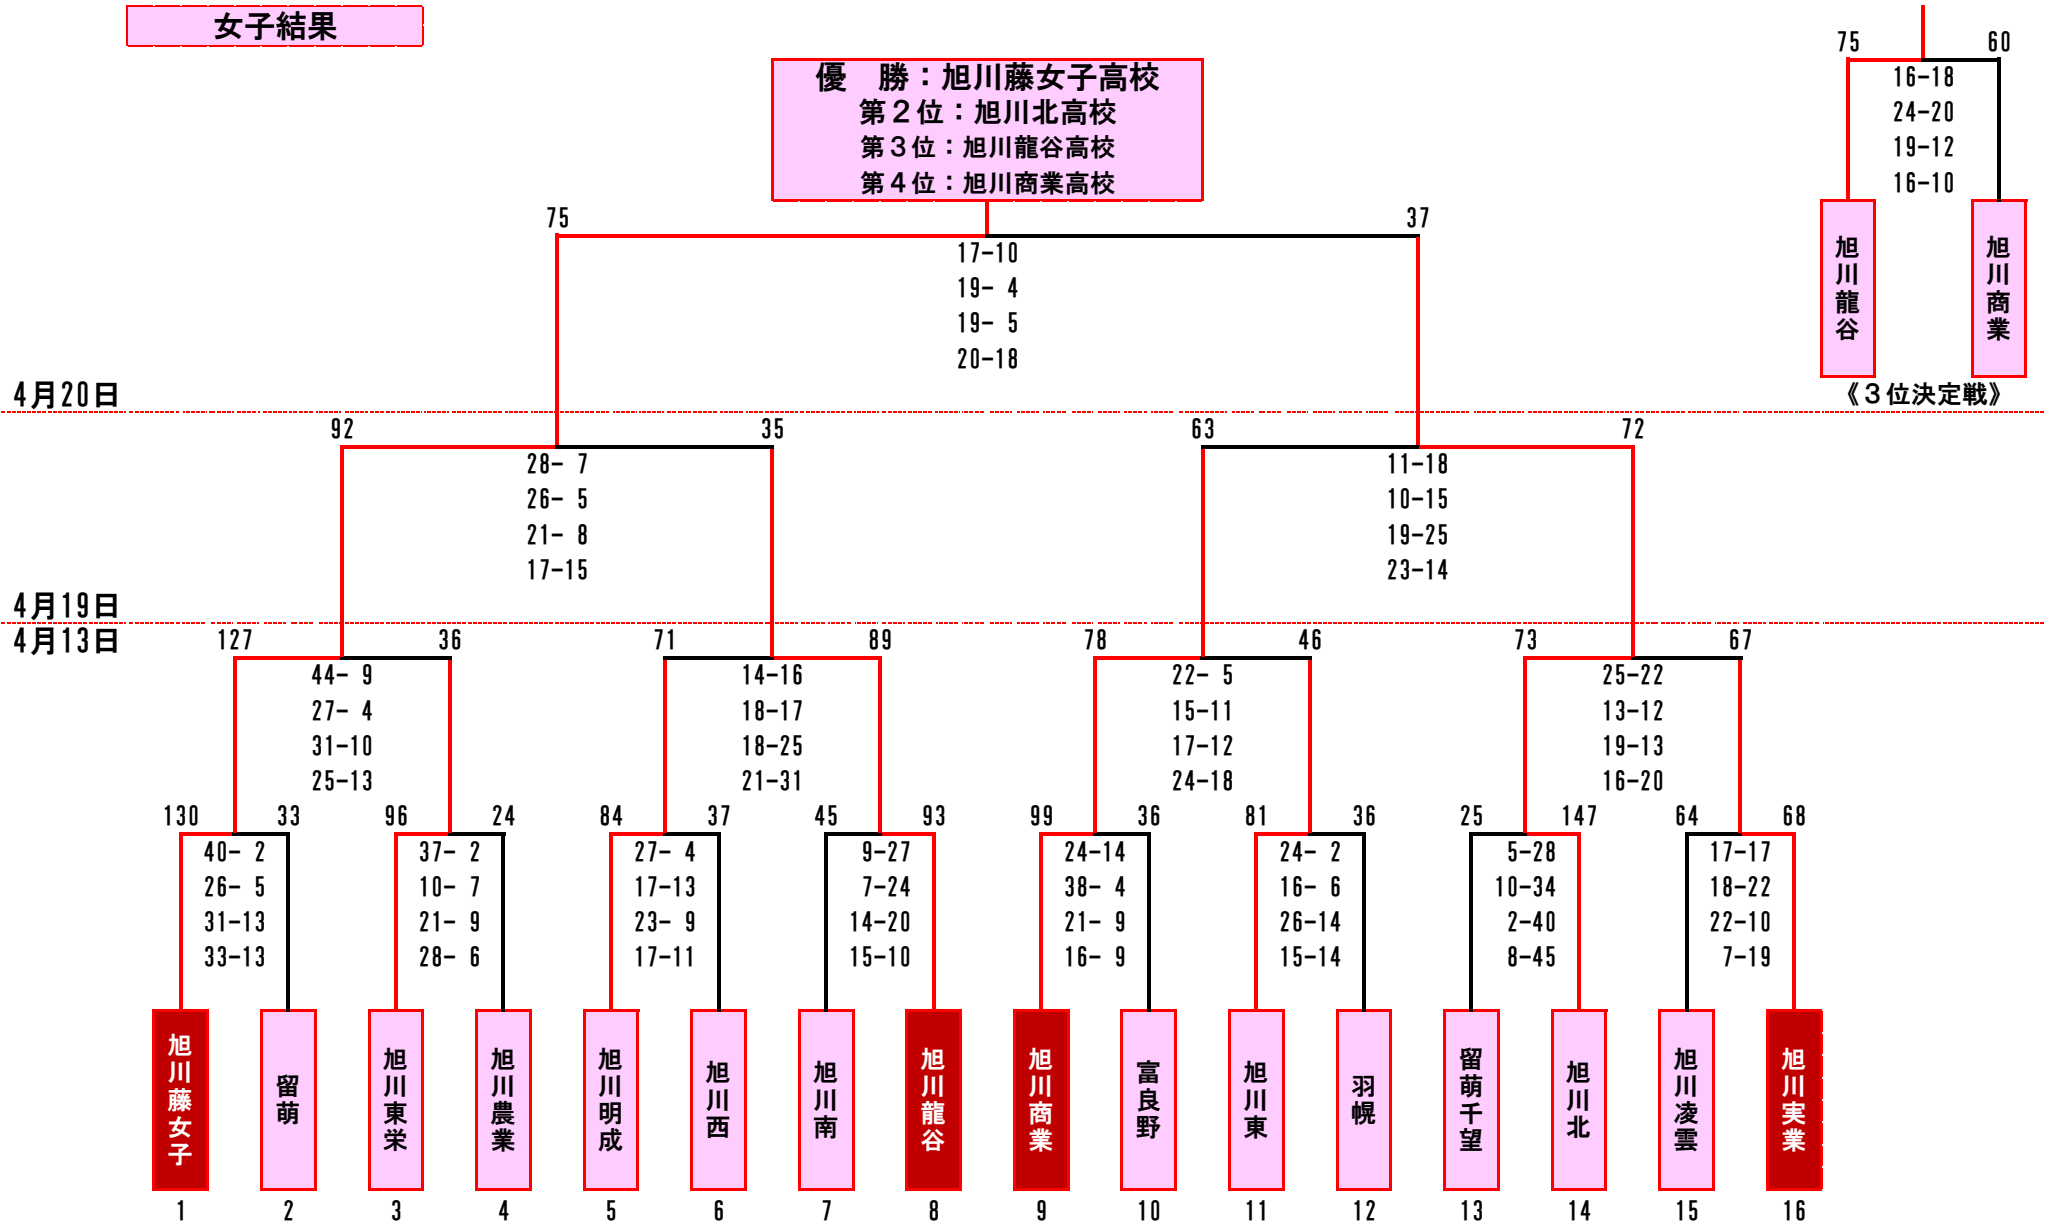 女子結果
優　勝：旭川藤女子高校
第２位：旭川北高校
第３位：旭川龍谷高校
第４位：旭川商業高校
75 60
16-18
24-20
19-12
16-10
旭川龍谷
旭川商業
《３位決定戦》
75 37
17-10
19- 4
19- 5
20-18
4月20日
92 35
28- 7
26- 5
21- 8
17-15
63 72
11-18
10-15
19-25
23-14
4月19日
4月13日
127 36
44- 9
27- 4
31-10
25-13
71 89
14-16
18-17
18-25
21-31
78 46
22- 5
15-11
17-12
24-18
73 67
25-22
13-12
19-13
16-20
130 33
40- 2
26- 5
31-13
33-13
96 24
37- 2
10- 7
21- 9
28- 6
84 37
27- 4
17-13
23- 9
17-11
45 93
9-27
7-24
14-20
15-10
99 36
24-14
38- 4
21- 9
16- 9
81 36
24- 2
16- 6
26-14
15-14
25 147
5-28
10-34
2-40
8-45
64 68
17-17
18-22
22-10
7-19
旭川藤女子
留萌
旭川東栄
旭川農業
旭川明成
旭川西
旭川南
旭川龍谷
旭川商業
富良野
旭川東
羽幌
留萌千望
旭川北
旭川凌雲
旭川実業
1 2 3 4 5 6 7 8 9 10 11 12 13 14 15 16